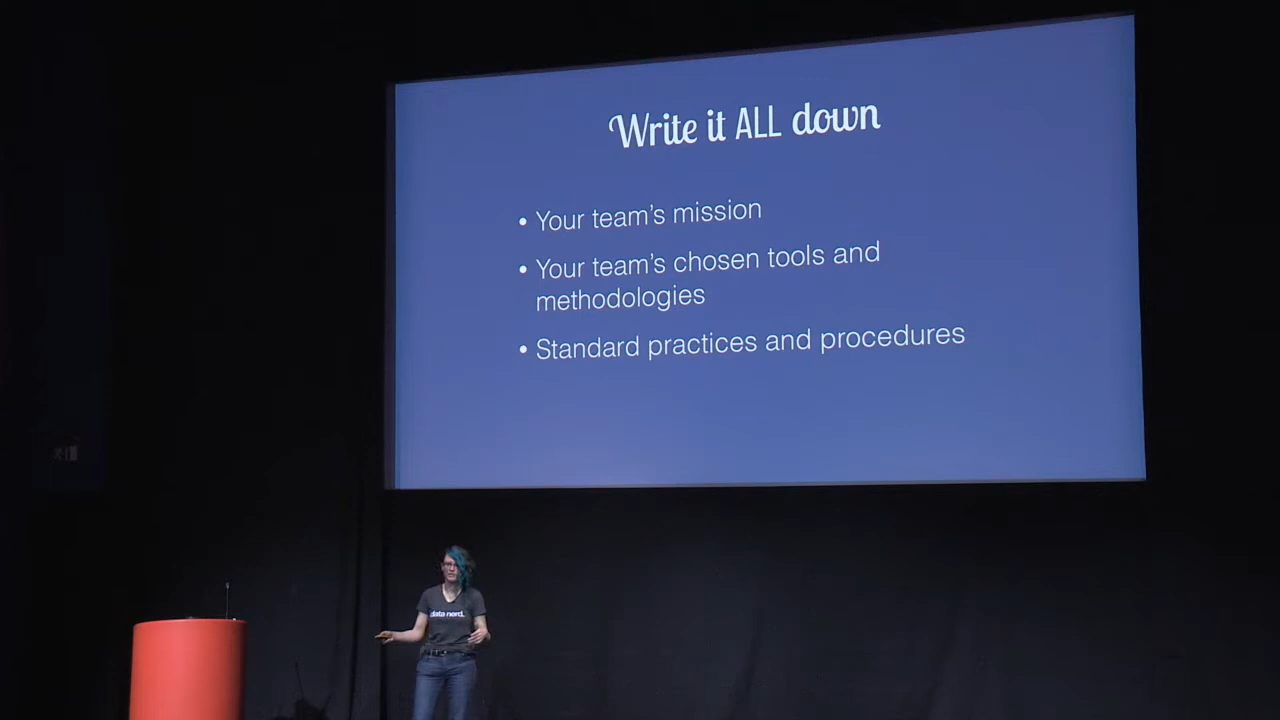 Write it ALL down
• Your team's mission
• Your team's chosen tools and
methodologies
• Standard practices and procedures
data nerd.